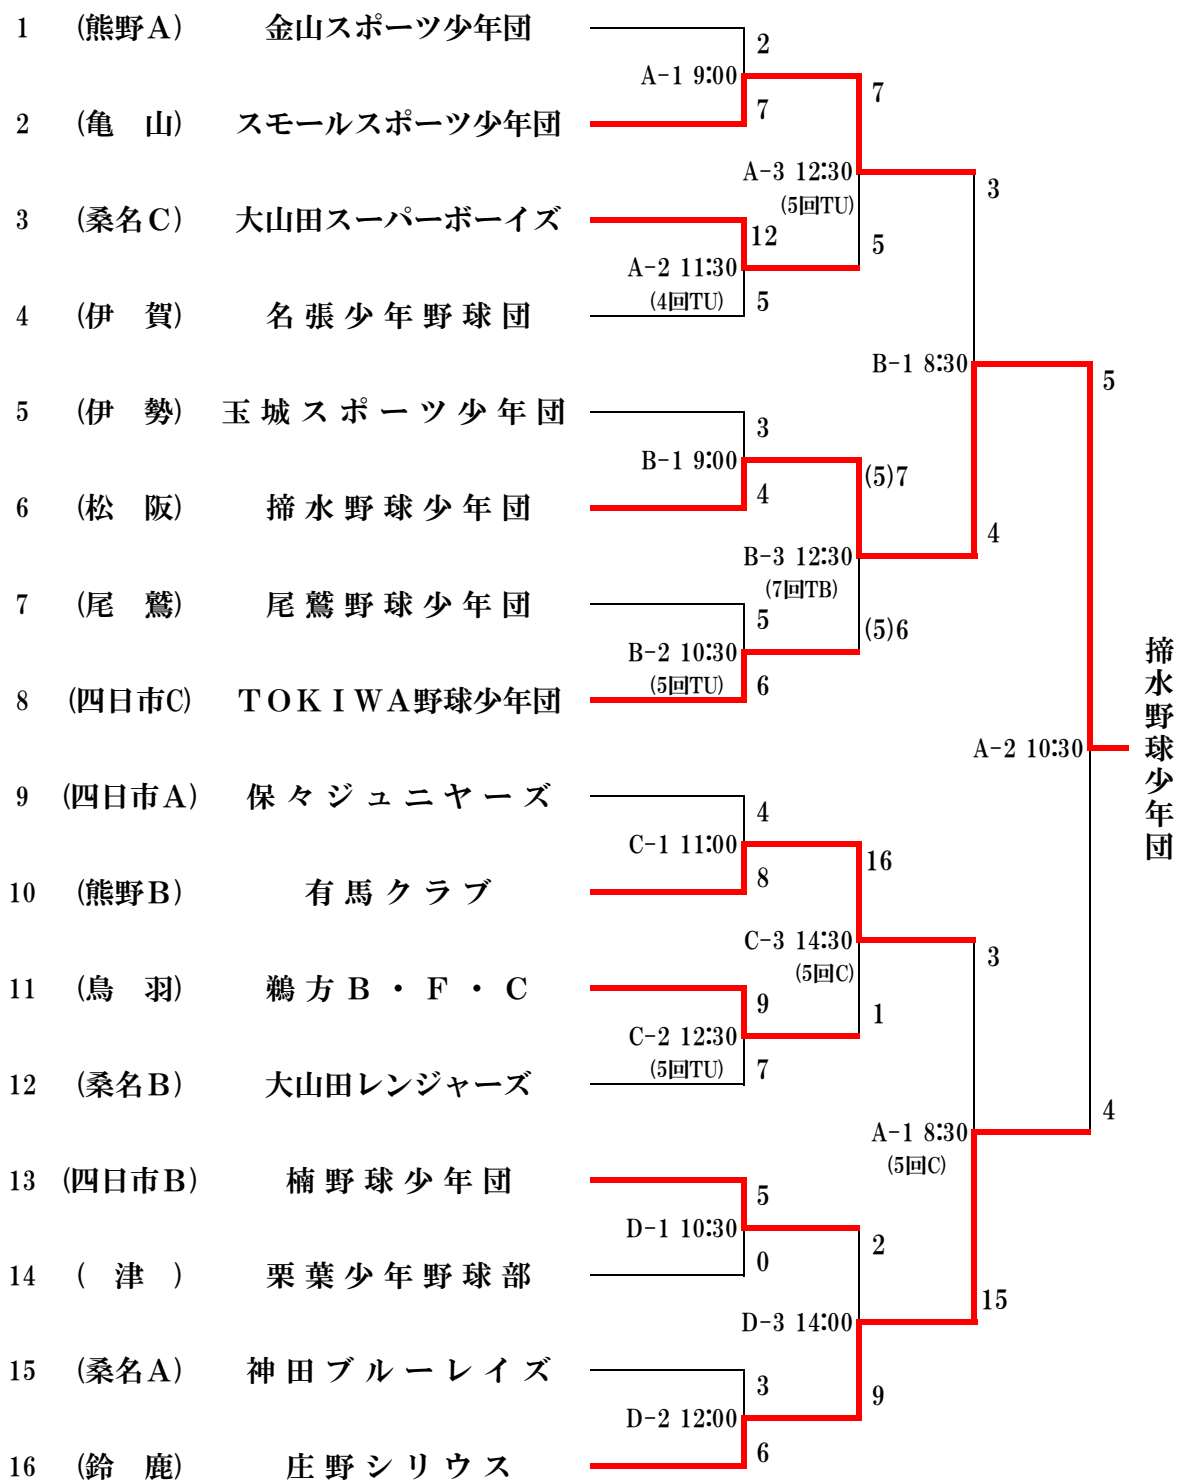 1 (熊野A) 金山スポーツ少年団
2
A-1 9:00
7
7
2 (亀　山) スモールスポーツ少年団
A-3 12:30
(5回TU)
3
3 (桑名C) 大山田スーパーボーイズ
12
5
A-2 11:30
(4回TU)
5
4 (伊　賀) 名張少年野球団
B-1 8:30
5
5 (伊　勢) 玉城スポーツ少年団
3
B-1 9:00
(5)7
4
6 (松　阪) 揥水野球少年団
4
B-3 12:30
(7回TB)
7 (尾　鷲) 尾鷲野球少年団
5
(5)6
B-2 10:30
(5回TU)
6
8 (四日市C) TOKIWA野球少年団
A-2 10:30
揥水野球少年団
9 (四日市A) 保々ジュニヤーズ
4
C-1 11:00
16
8
10 (熊野B) 有馬クラブ
C-3 14:30
(5回C)
3
11 (鳥　羽) 鵜方B・F・C
9
1
C-2 12:30
(5回TU)
7
12 (桑名B) 大山田レンジャーズ
4
A-1 8:30
(5回C)
13 (四日市B) 楠野球少年団
5
D-1 10:30
2
0
14 (　津　) 栗葉少年野球部
15
D-3 14:00
15 (桑名A) 神田ブルーレイズ
3
9
D-2 12:00
6
16 (鈴　鹿) 庄野シリウス